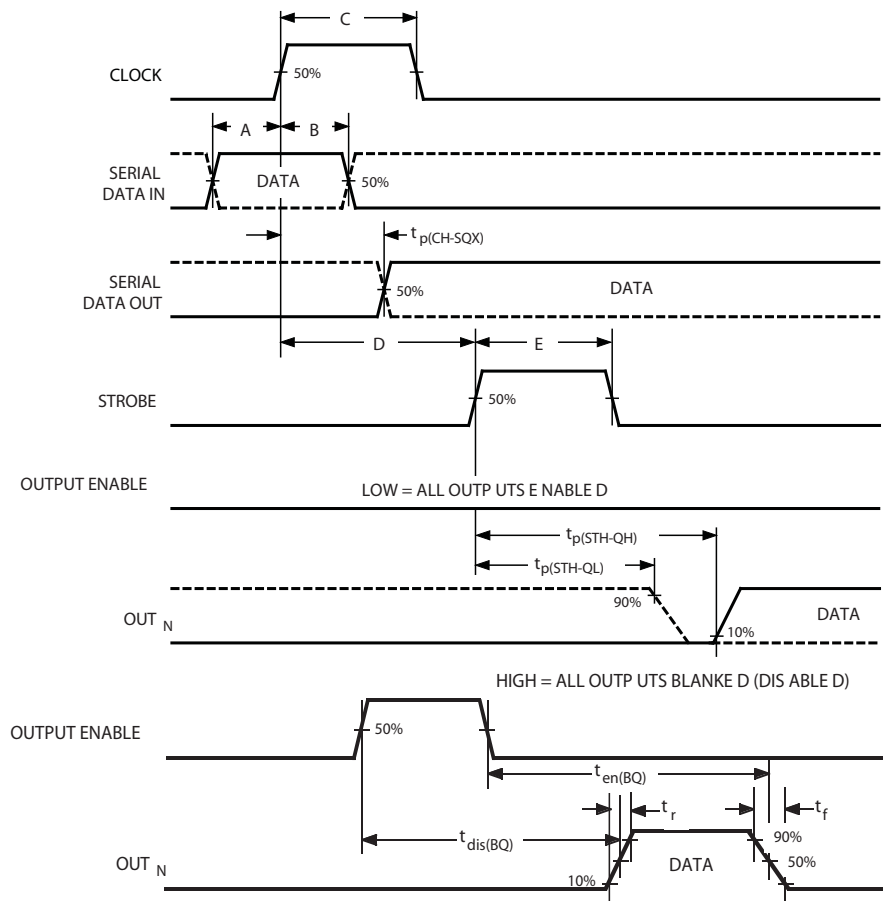 C
CLOCK
50%
A
B
SERIAL
DATA IN
DATA
50%
t p(CH-SQX)
SERIAL
DATA OUT
50%
DATA
D
E
STROBE
50%
OUTPUT ENABLE
LOW = ALL OUTP UTS E NABLE D
t p(STH-QH)
t p(STH-QL)
90%
OUT N
10%
DATA
HIGH = ALL OUTP UTS BLANKE D (DIS ABLE D)
OUTPUT ENABLE
50%
t en(BQ)
t r
t f
t dis(BQ)
90%
OUT N
DATA
50%
10%